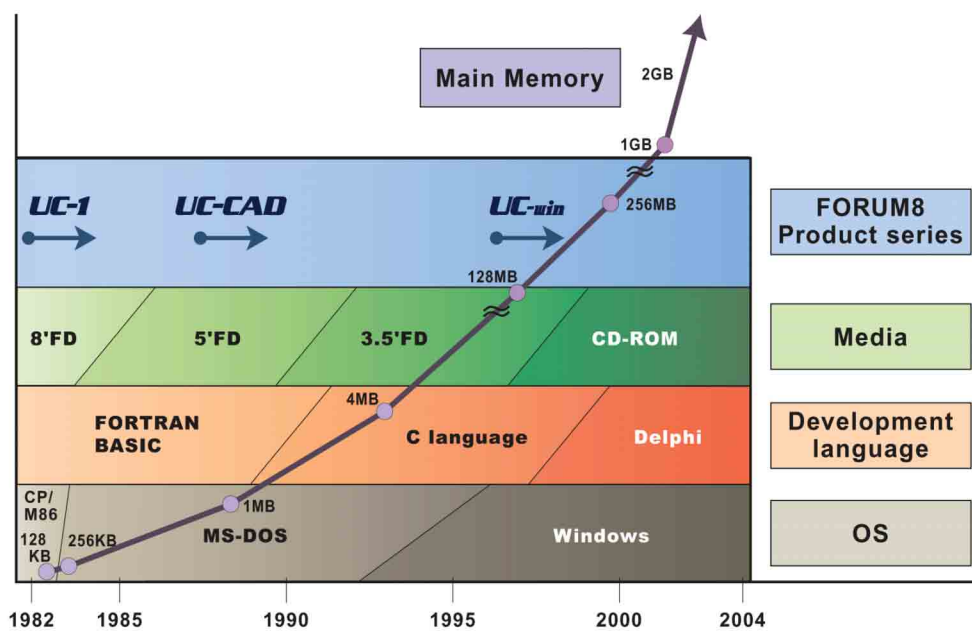 Main Memory
2GB
1GB
UC-1
UC-CAD
UC-win
256MB
FORUM8
Product series
128MB
8'FD
5'FD
3.5'FD
CD-ROM
Media
4MB
FORTRAN
BASIC
C language
Delphi
Development
language
CP/
M86
128
KB
256KB
1MB
MS-DOS
Windows
OS
1982
1985
1990
1995
2000
2004